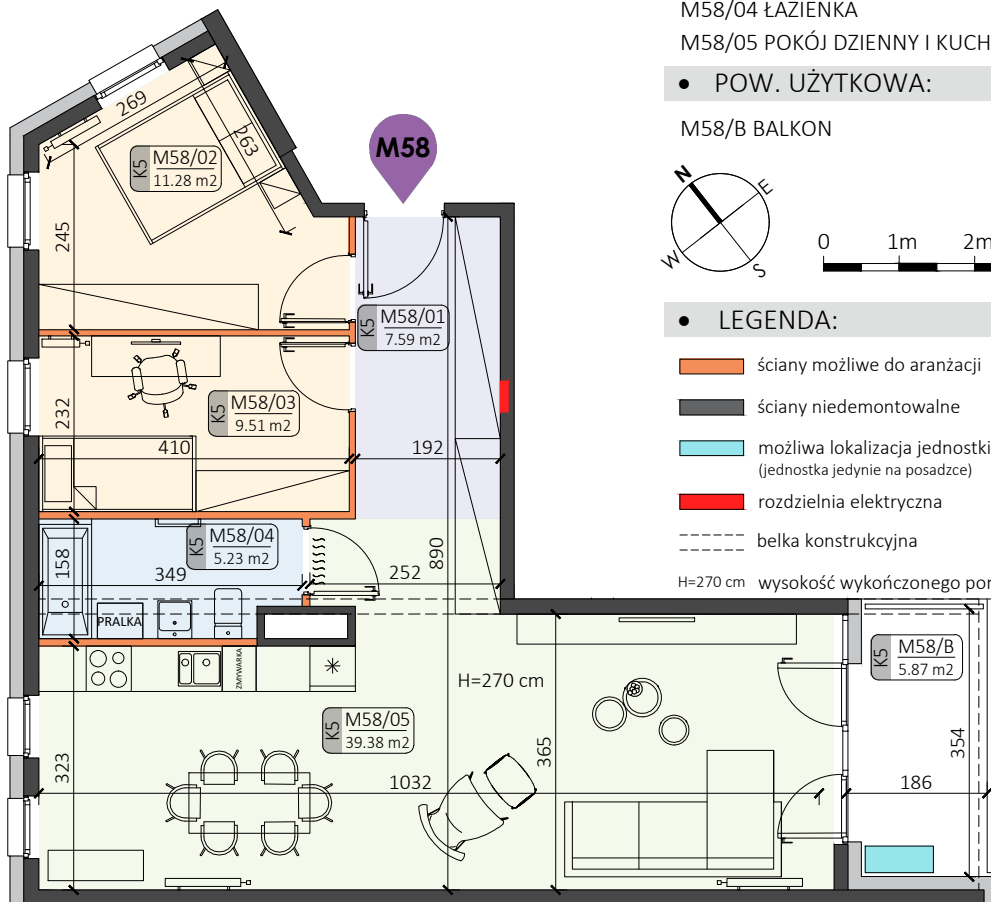 M58/04 ŁAZIENKA
M58/05 POKÓJ DZIENNY I KUCH
• POW. UŻYTKOWA:
M58/B BALKON
N
E
W
S
0 1m 2m
• LEGENDA:
ściany możliwe do aranżacji
ściany niedemontowalne
możliwa lokalizacja jednostki
(jednostka jedynie na posadzce)
rozdzielnia elektryczna
belka konstrukcyjna
H=270 cm wysokość wykończonego
M58
269
263
K5 M58/02
11.28 m2
245
K5 M58/01
7.59 m2
232
K5 M58/03
9.51 m2
410
192
K5 M58/04
5.23 m2
158
349
252
890
PRALKA
ZMYWARKA
H=270 cm
K5 M58/B
5.87 m2
K5 M58/05
39.38 m2
323
365
354
1032
186